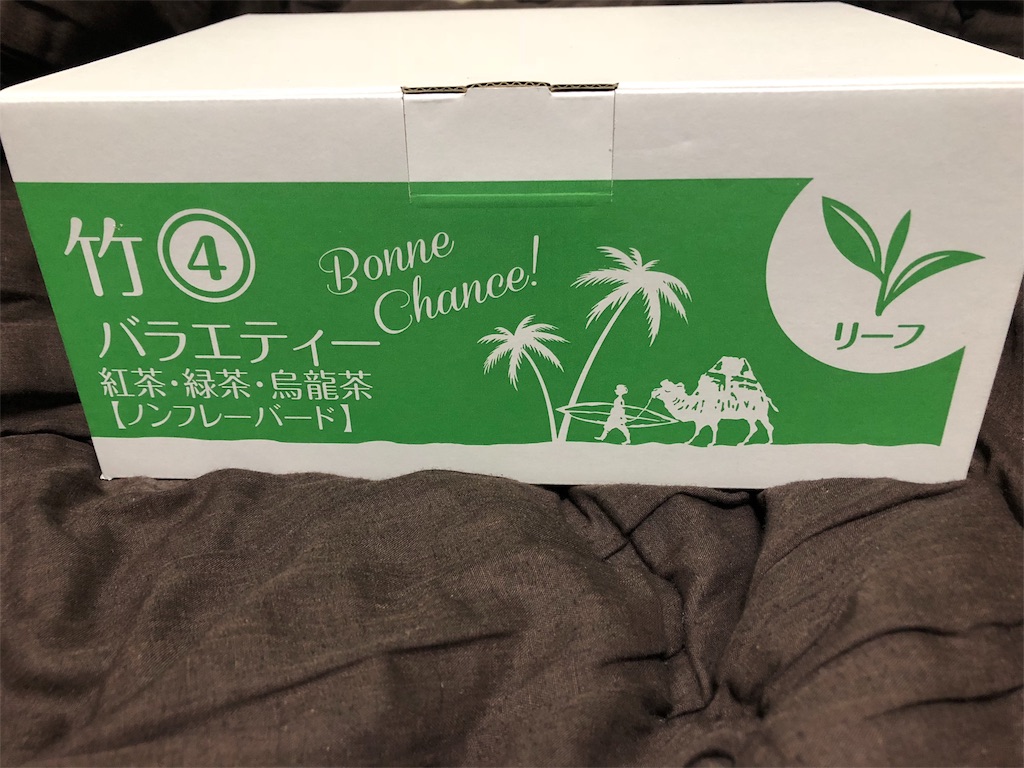 竹④
バラエティー
紅茶・緑茶・烏龍茶
【ノンフレーバード】
Bonne
Chance!
リーフ